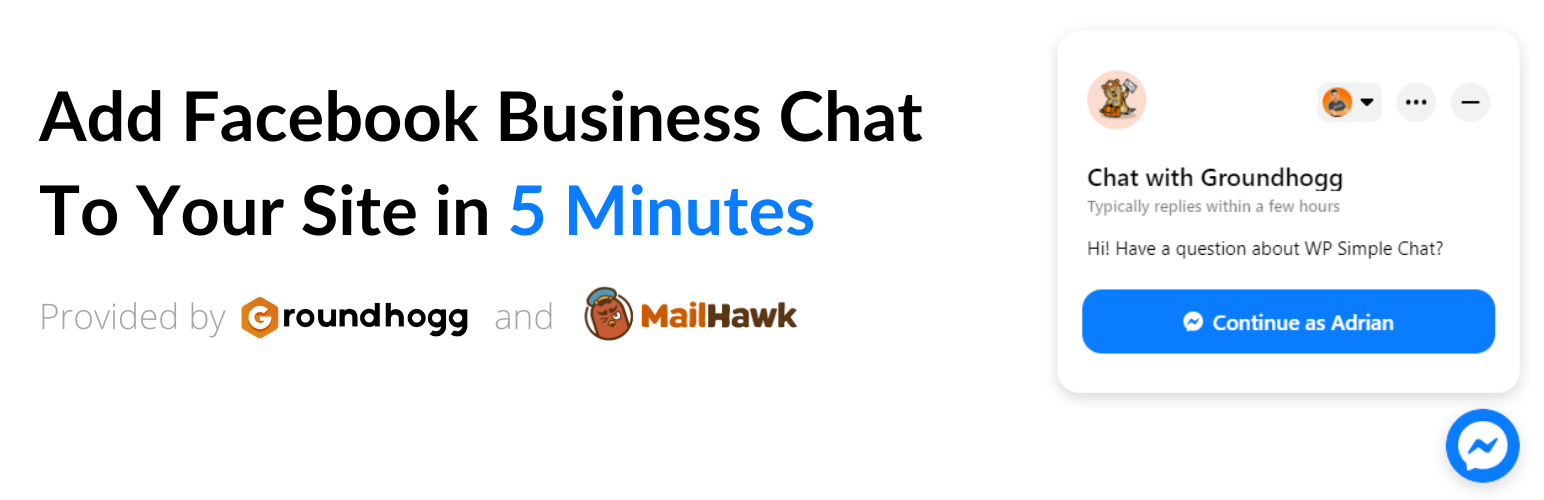 Add Facebook Business Chat
To Your Site in 5 Minutes
Provided by Groundhogg and MailHawk
Chat with Groundhogg
Typically replies within a few hours
Hi! Have a question about WP Simple Chat?
Continue as Adrian